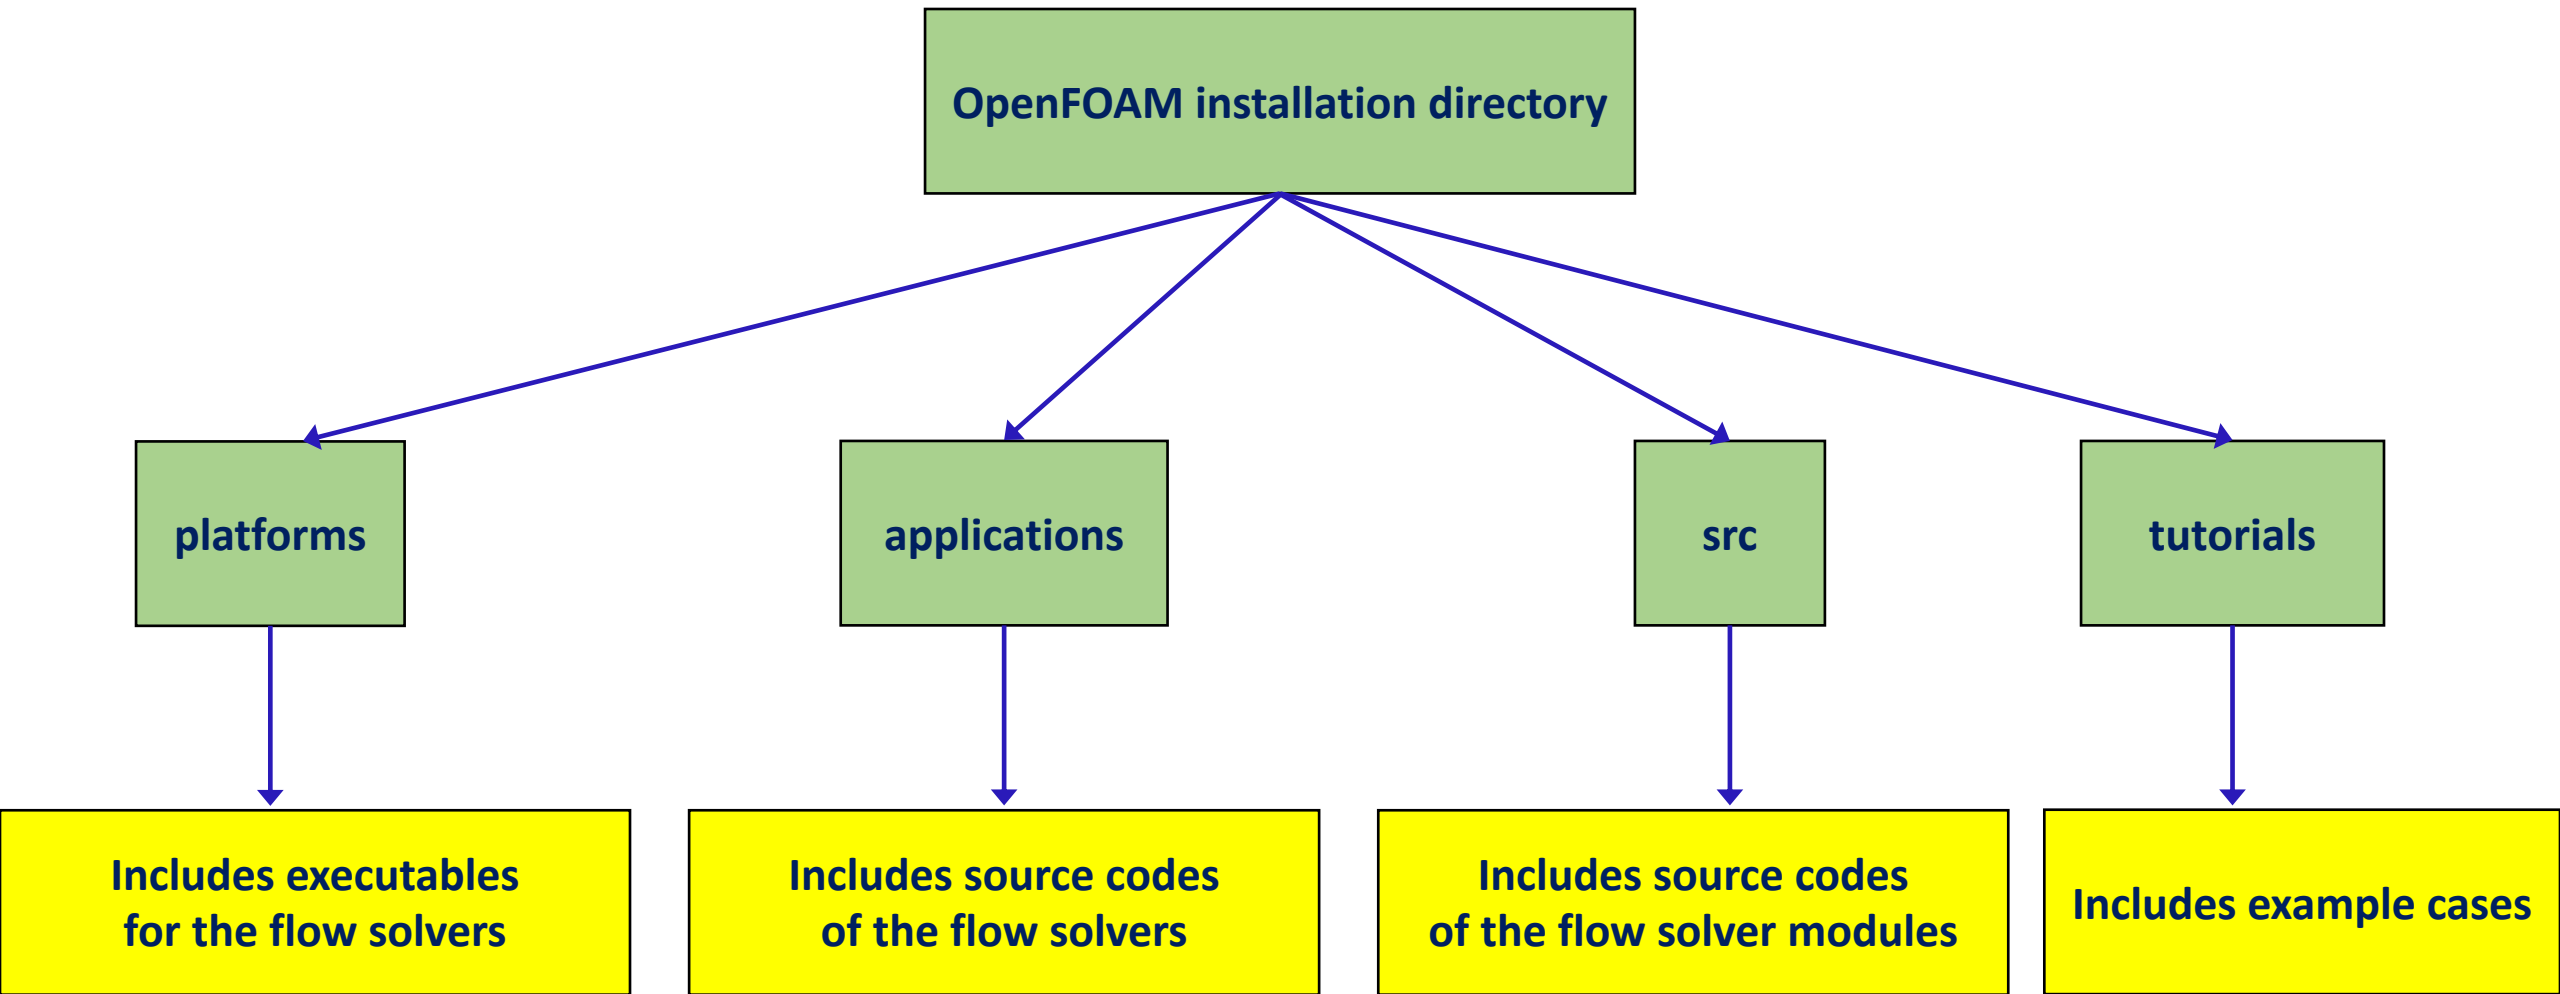 OpenFOAM installation directory
platforms
applications
src
tutorials
Includes executables
for the flow solvers
Includes source codes
of the flow solvers
Includes source codes
of the flow solver modules
Includes example cases